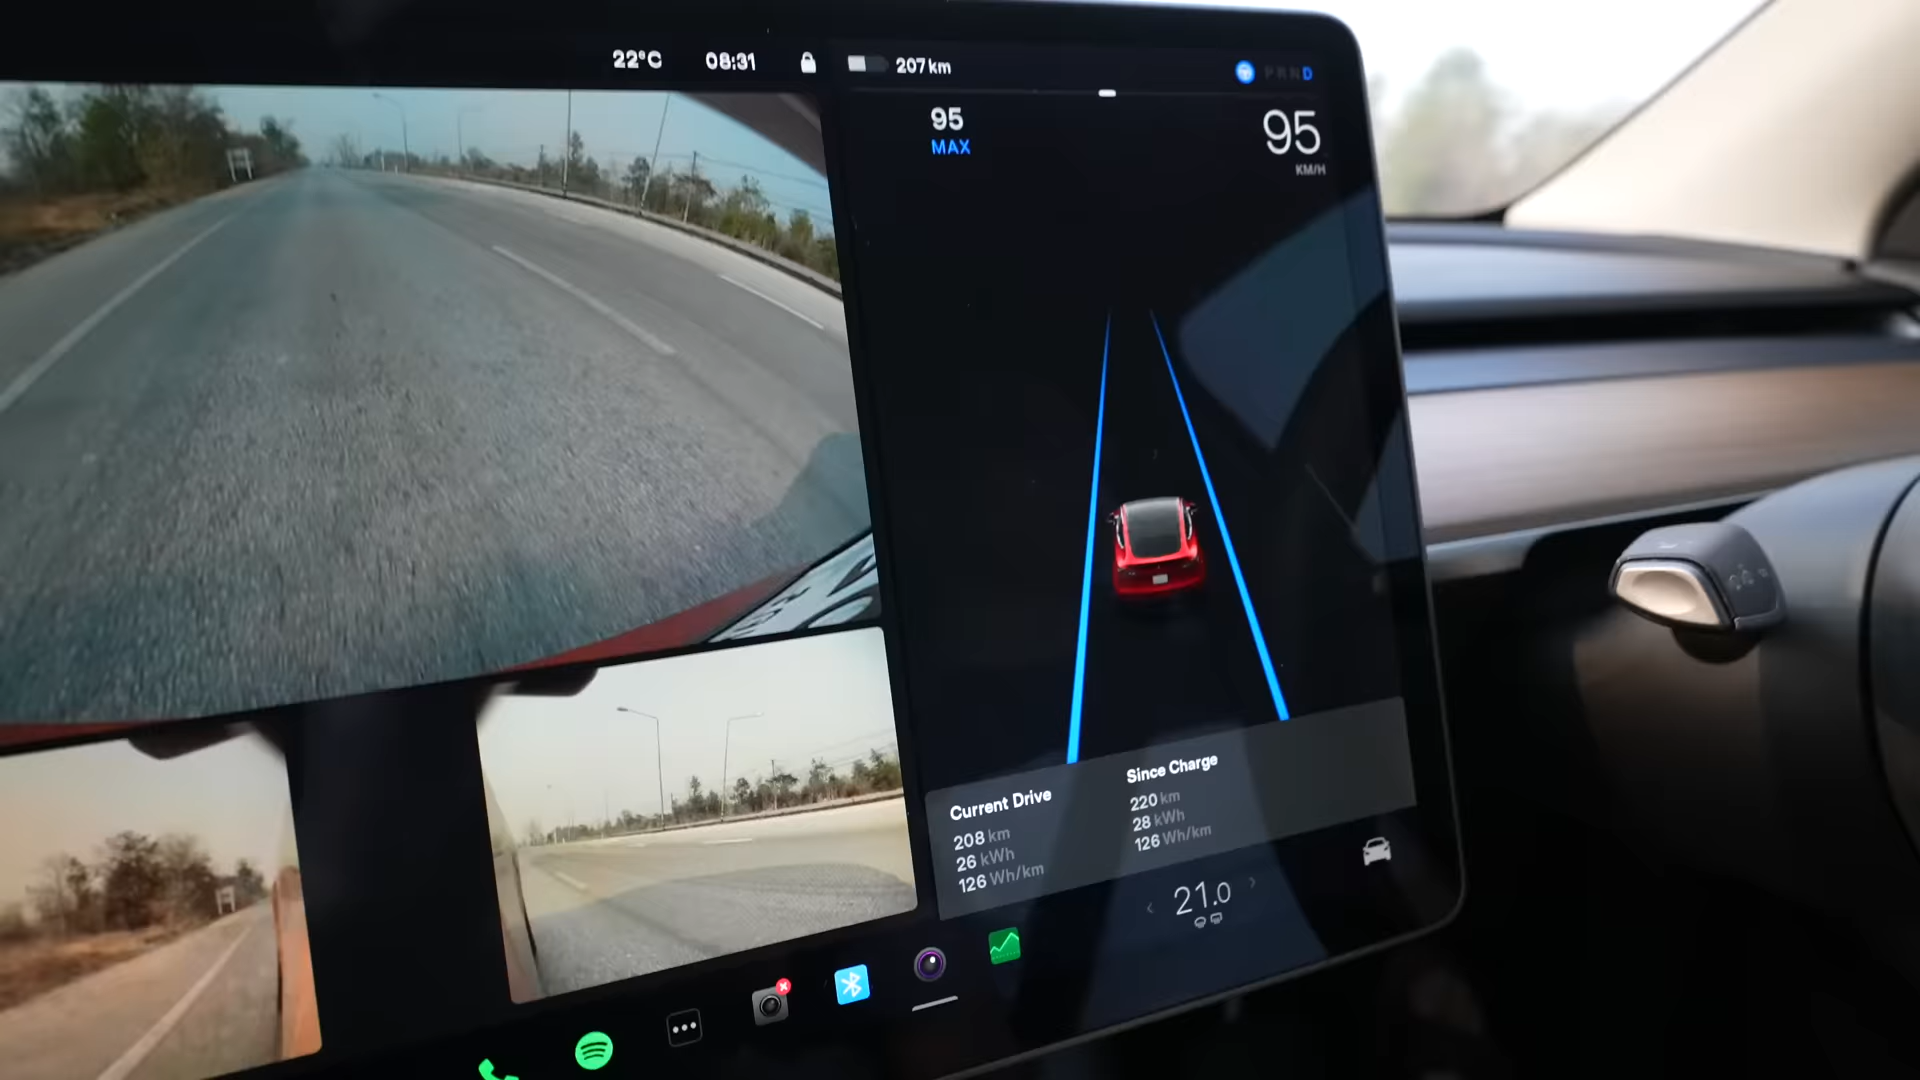 22°C 08:31 207 km PRND
95
MAX
95
KM/H
Current Drive
208 km
26 kWh
126 Wh/km
Since Charge
220 km
28 kWh
126 Wh/km
21.0